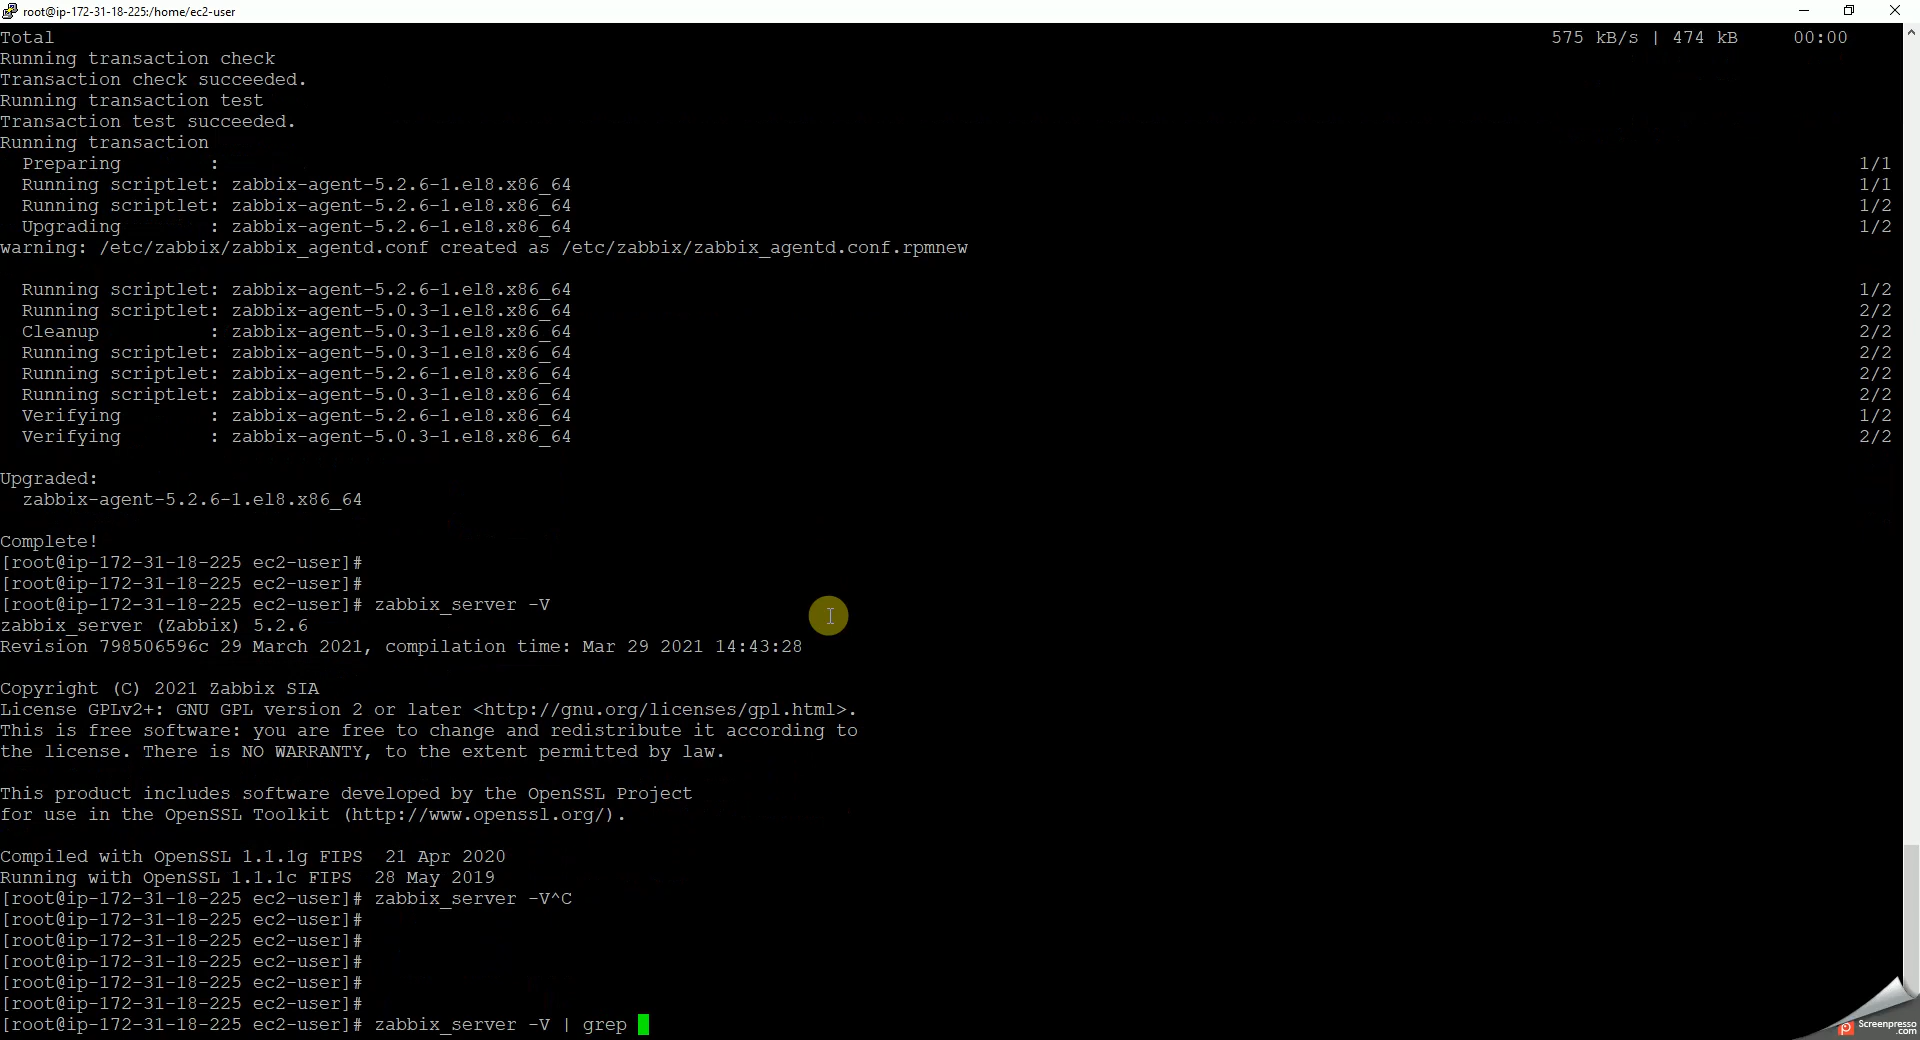 root@ip-172-31-18-225:/home/ec2-user
Total 575 kB/s | 474 kB 00:00
Running transaction check
Transaction check succeeded.
Running transaction test
Transaction test succeeded.
Running transaction
Preparing : 1/1
Running scriptlet: zabbix-agent-5.2.6-1.el8.x86_64 1/1
Running scriptlet: zabbix-agent-5.2.6-1.el8.x86_64 1/2
Upgrading : zabbix-agent-5.2.6-1.el8.x86_64 1/2
warning: /etc/zabbix/zabbix_agentd.conf created as /etc/zabbix/zabbix_agentd.conf.rpmnew
Running scriptlet: zabbix-agent-5.2.6-1.el8.x86_64 1/2
Running scriptlet: zabbix-agent-5.0.3-1.el8.x86_64 2/2
Cleanup : zabbix-agent-5.0.3-1.el8.x86_64 2/2
Running scriptlet: zabbix-agent-5.0.3-1.el8.x86_64 2/2
Running scriptlet: zabbix-agent-5.2.6-1.el8.x86_64 2/2
Running scriptlet: zabbix-agent-5.0.3-1.el8.x86_64 2/2
Verifying : zabbix-agent-5.2.6-1.el8.x86_64 1/2
Verifying : zabbix-agent-5.0.3-1.el8.x86_64 2/2
Upgraded:
zabbix-agent-5.2.6-1.el8.x86_64
Complete!
[root@ip-172-31-18-225 ec2-user]#
[root@ip-172-31-18-225 ec2-user]#
[root@ip-172-31-18-225 ec2-user]# zabbix_server -V
zabbix_server (Zabbix) 5.2.6
Revision 798506596c 29 March 2021, compilation time: Mar 29 2021 14:43:28
Copyright (C) 2021 Zabbix SIA
License GPLv2+: GNU GPL version 2 or later <http://gnu.org/licenses/gpl.html>.
This is free software: you are free to change and redistribute it according to
the license. There is NO WARRANTY, to the extent permitted by law.
This product includes software developed by the OpenSSL Project
for use in the OpenSSL Toolkit (http://www.openssl.org/).
Compiled with OpenSSL 1.1.1g FIPS 21 Apr 2020
Running with OpenSSL 1.1.1c FIPS 28 May 2019
[root@ip-172-31-18-225 ec2-user]# zabbix_server -V^C
[root@ip-172-31-18-225 ec2-user]#
[root@ip-172-31-18-225 ec2-user]#
[root@ip-172-31-18-225 ec2-user]#
[root@ip-172-31-18-225 ec2-user]#
[root@ip-172-31-18-225 ec2-user]#
[root@ip-172-31-18-225 ec2-user]# zabbix_server -V | grep
Screenpresso
.com